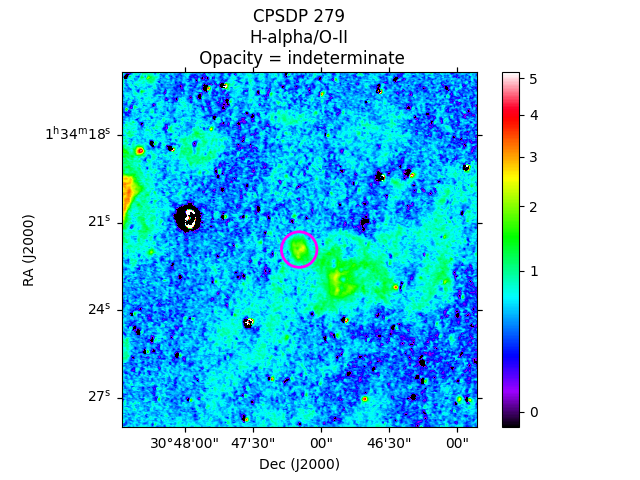 CPSDP 279
H-alpha/O-II
Opacity = indeterminate
1h34m18s
21s
24s
27s
RA (J2000)
30°48'00" 47'30" 00" 46'30" 00"
Dec (J2000)
5
4
3
2
1
0